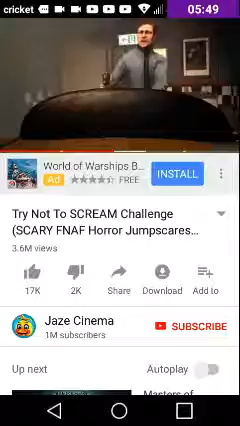 cricket
05:49
World of Warships B...
Ad
FREE
INSTALL
Try Not To SCREAM Challenge
(SCARY FNAF Horror Jumpscares...
3.6M views
17K
2K
Share
Download
Add to
Jaze Cinema
1M subscribers
SUBSCRIBE
Up next
Autoplay
Masters of